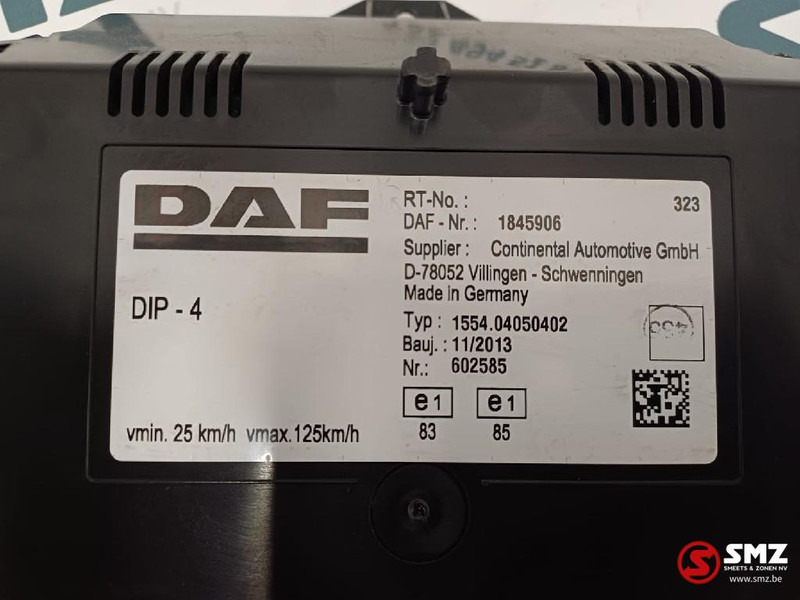 DAF
DIP - 4
vmin. 25 km/h vmax.125km/h
RT-No. : 323
DAF - Nr.: 1845906
Supplier : Continental Automotive GmbH
D-78052 Villingen - Schwenningen
Made in Germany
Typ : 1554.04050402
Bauj. : 11/2013
Nr.: 602585
e1 e1
83 85
SMZ
SMEETS & ZONEN NV
www.smz.be